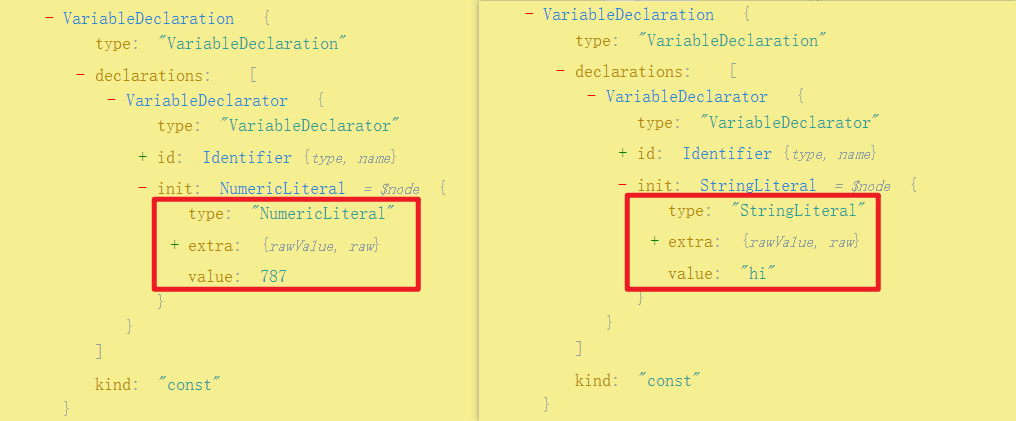 - VariableDeclaration {
type: "VariableDeclaration"
- declarations: [
- VariableDeclarator {
type: "VariableDeclarator"
+ id: Identifier {type, name}
- init: NumericLiteral = $node {
type: "NumericLiteral"
+ extra: {rawValue, raw}
value: 787
}
}
]
kind: "const"
}
- VariableDeclaration {
type: "VariableDeclaration"
- declarations: [
- VariableDeclarator {
type: "VariableDeclarator"
+ id: Identifier {type, name}
- init: StringLiteral = $node {
type: "StringLiteral"
+ extra: {rawValue, raw}
value: "hi"
}
}
]
kind: "const"
}